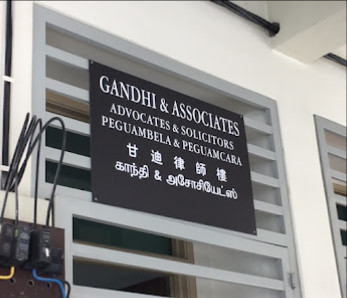 GANDHI & ASSOCIATES
ADVOCATES & SOLICITORS
PEGUAMBELA & PEGUAMCARA
甘迪律師樓
காந்தி & அசோசியேட்ஸ்